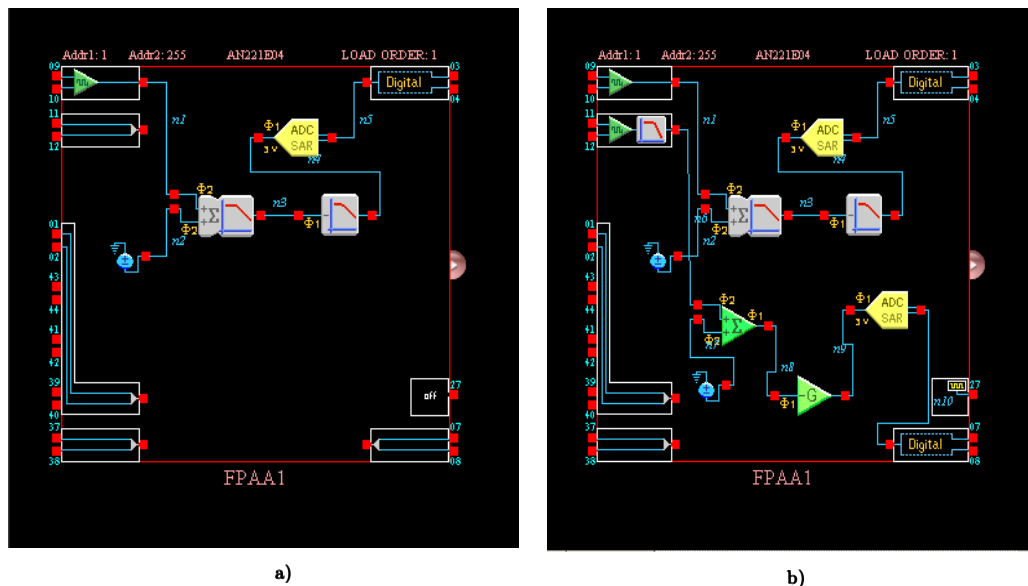 Addr1: 1 Addr2: 255 AN221E04 LOAD ORDER: 1
09
10
11
12
n1
Φ1
3 V
ADC
SAR
n4
n5
Digital
03
04
Φ2
+
+
Σ
Φ2
n2
n3
-
Φ1
01
02
43
44
41
42
39
40
37
38
off
27
07
08
FPAA1
a)
Addr1: 1 Addr2: 255 AN221E04 LOAD ORDER: 1
09
10
11
12
n1
Φ1
3 V
ADC
SAR
n4
n5
Digital
03
04
Φ2
+
+
Σ
Φ2
n6
n2
n3
-
Φ1
01
02
43
44
41
42
39
40
37
38
Φ2
+
+
Σ
Φ1
Φ2
n7
n8
Φ1
-G
n9
Φ1
3 V
ADC
SAR
n10
27
Digital
07
08
FPAA1
b)